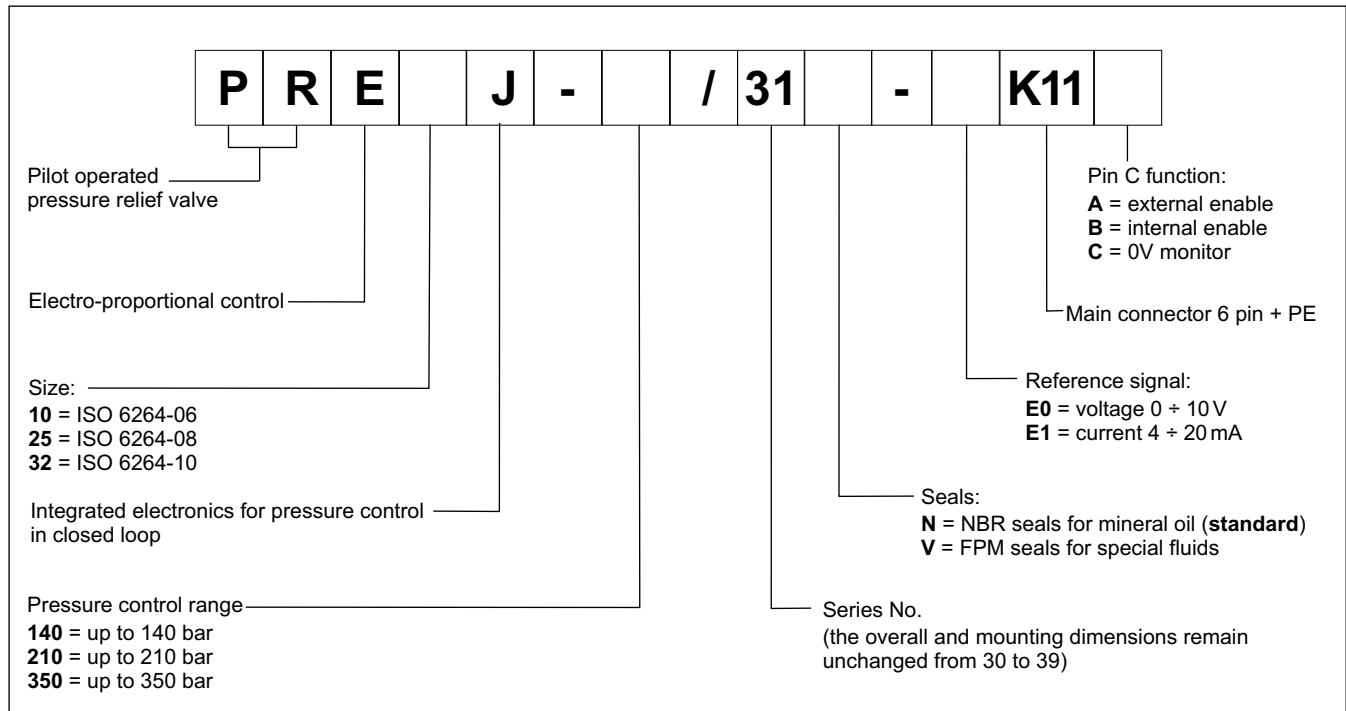 P R E J - / 31 - K11
Pilot operated
pressure relief valve
Electro-proportional control
Size:
10 = ISO 6264-06
25 = ISO 6264-08
32 = ISO 6264-10
Integrated electronics for pressure control
in closed loop
Pressure control range
140 = up to 140 bar
210 = up to 210 bar
350 = up to 350 bar
Pin C function:
A = external enable
B = internal enable
C = 0V monitor
Main connector 6 pin + PE
Reference signal:
E0 = voltage 0 ÷ 10 V
E1 = current 4 ÷ 20 mA
Seals:
N = NBR seals for mineral oil (standard)
V = FPM seals for special fluids
Series No.
(the overall and mounting dimensions remain
unchanged from 30 to 39)